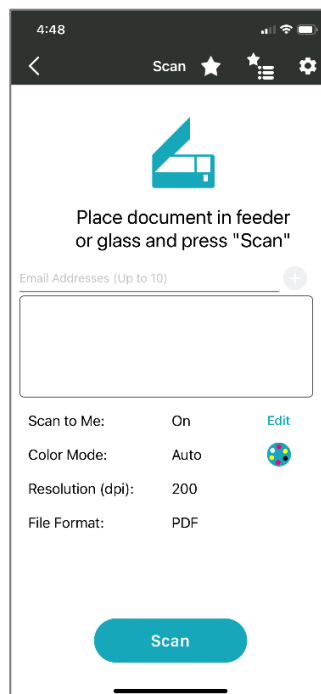 4:48
Scan
Place document in feeder
or glass and press "Scan"
Email Addresses (Up to 10)
Scan to Me: On Edit
Color Mode: Auto
Resolution (dpi): 200
File Format: PDF
Scan